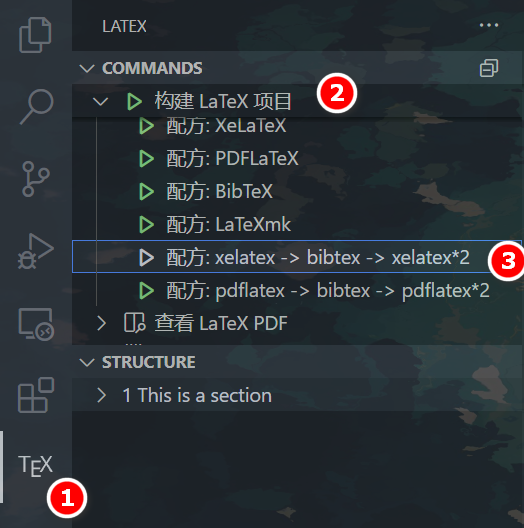 LATEX
COMMANDS
构建 LaTeX 项目
2
配方: XeLaTeX
配方: PDFLaTeX
配方: BibTeX
配方: LaTeXmk
配方: xelatex -> bibtex -> xelatex*2
3
配方: pdflatex -> bibtex -> pdflatex*2
查看 LaTeX PDF
STRUCTURE
1 This is a section
TEX
1